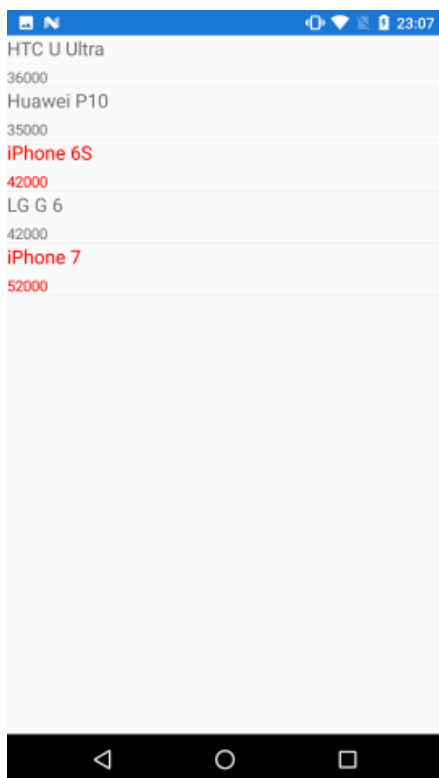 23:07
HTC U Ultra
36000
Huawei P10
35000
iPhone 6S
42000
LG G 6
42000
iPhone 7
52000